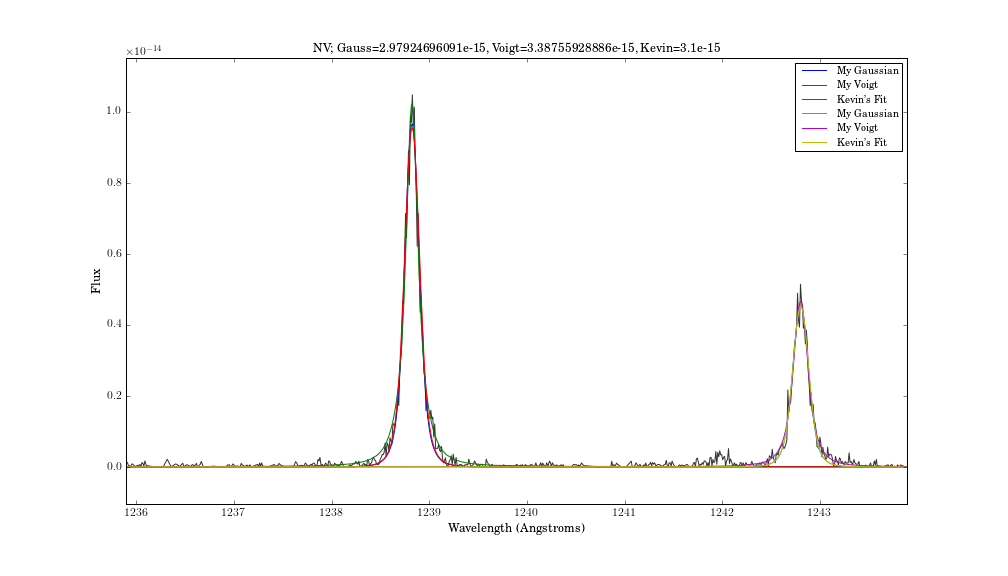 NV; Gauss=2.97924696091e-15, Voigt=3.38755928886e-15, Kevin=3.1e-15
×10⁻¹⁴
My Gaussian
My Voigt
Kevin's Fit
My Gaussian
My Voigt
Kevin's Fit
1.0
0.8
0.6
0.4
0.2
0.0
Flux
1236 1237 1238 1239 1240 1241 1242 1243
Wavelength (Angstroms)